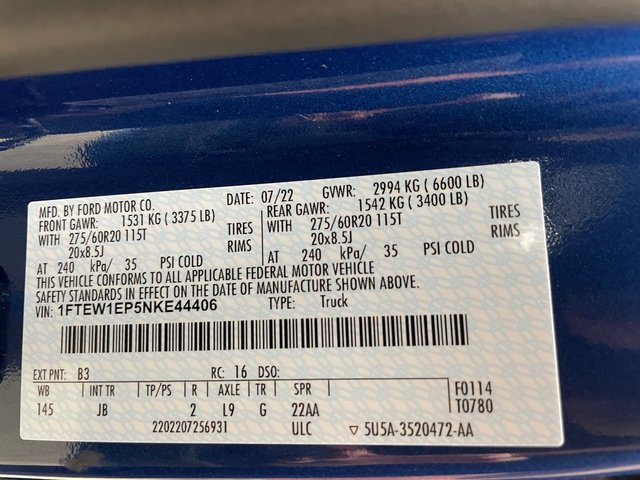 MFD. BY FORD MOTOR CO. DATE: 07/22 GVWR: 2994 KG ( 6600 LB)
FRONT GAWR: 1531 KG ( 3375 LB) REAR GAWR: 1542 KG ( 3400 LB)
WITH 275/60R20 115T TIRES WITH 275/60R20 115T TIRES
20x8.5J RIMS 20x8.5J RIMS
AT 240 kPa/ 35 PSI COLD AT 240 kPa/ 35 PSI COLD
THIS VEHICLE CONFORMS TO ALL APPLICABLE FEDERAL MOTOR VEHICLE
SAFETY STANDARDS IN EFFECT ON THE DATE OF MANUFACTURE SHOWN ABOVE.
VIN: 1FTEW1EP5NKE44406 TYPE: Truck
EXT PNT: B3 RC: 16 DSO:
WB INT TR TP/PS R AXLE TR SPR F0114
145 JB 2 L9 G 22AA T0780
2202207256931 ULC ▽ 5U5A-3520472-AA